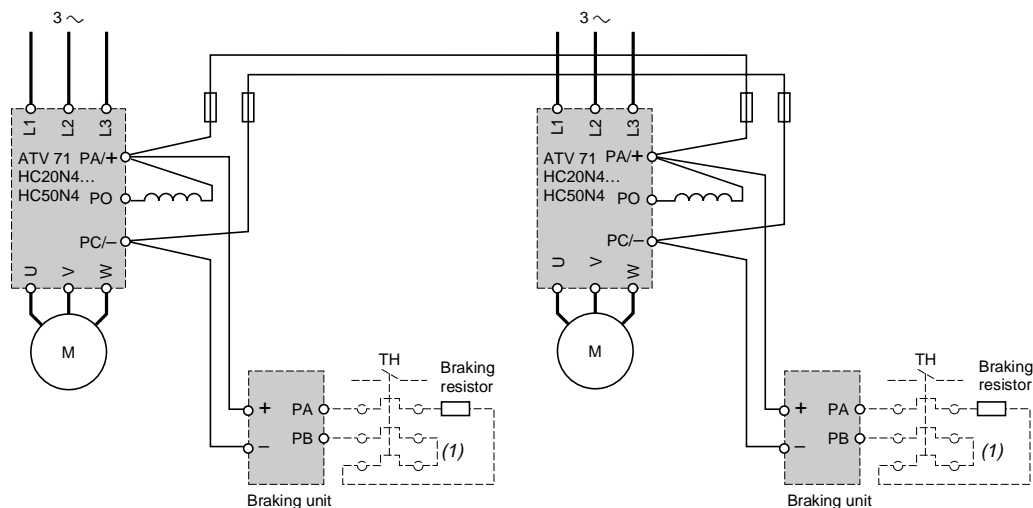 3 ~
3 ~
L1 L2 L3
ATV 71 PA/+
HC20N4…
HC50N4 PO
PC/–
U V W
M
L1 L2 L3
ATV 71 PA/+
HC20N4…
HC50N4 PO
PC/–
U V W
M
TH
Braking
resistor
+ PA
– PB
(1)
Braking unit
TH
Braking
resistor
+ PA
– PB
(1)
Braking unit